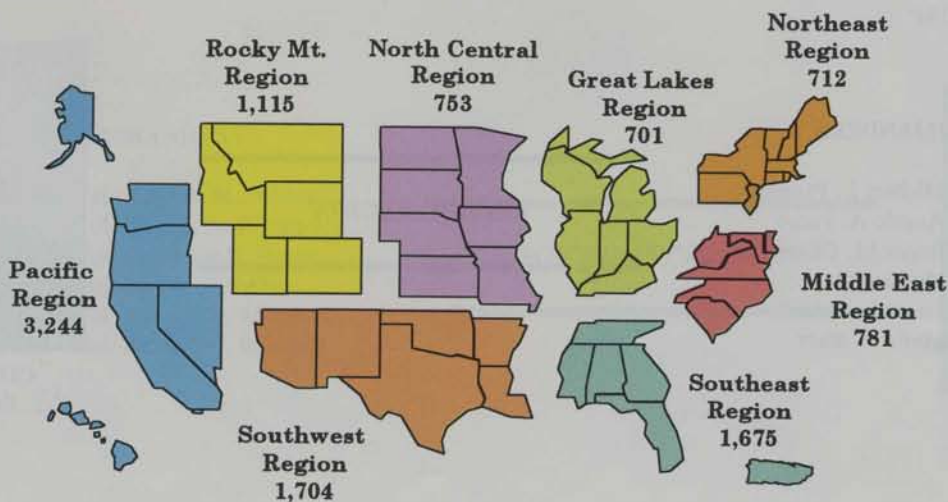 Rocky Mt.
Region
1,115
North Central
Region
753
Great Lakes
Region
701
Northeast
Region
712
Pacific
Region
3,244
Middle East
Region
781
Southwest
Region
1,704
Southeast
Region
1,675